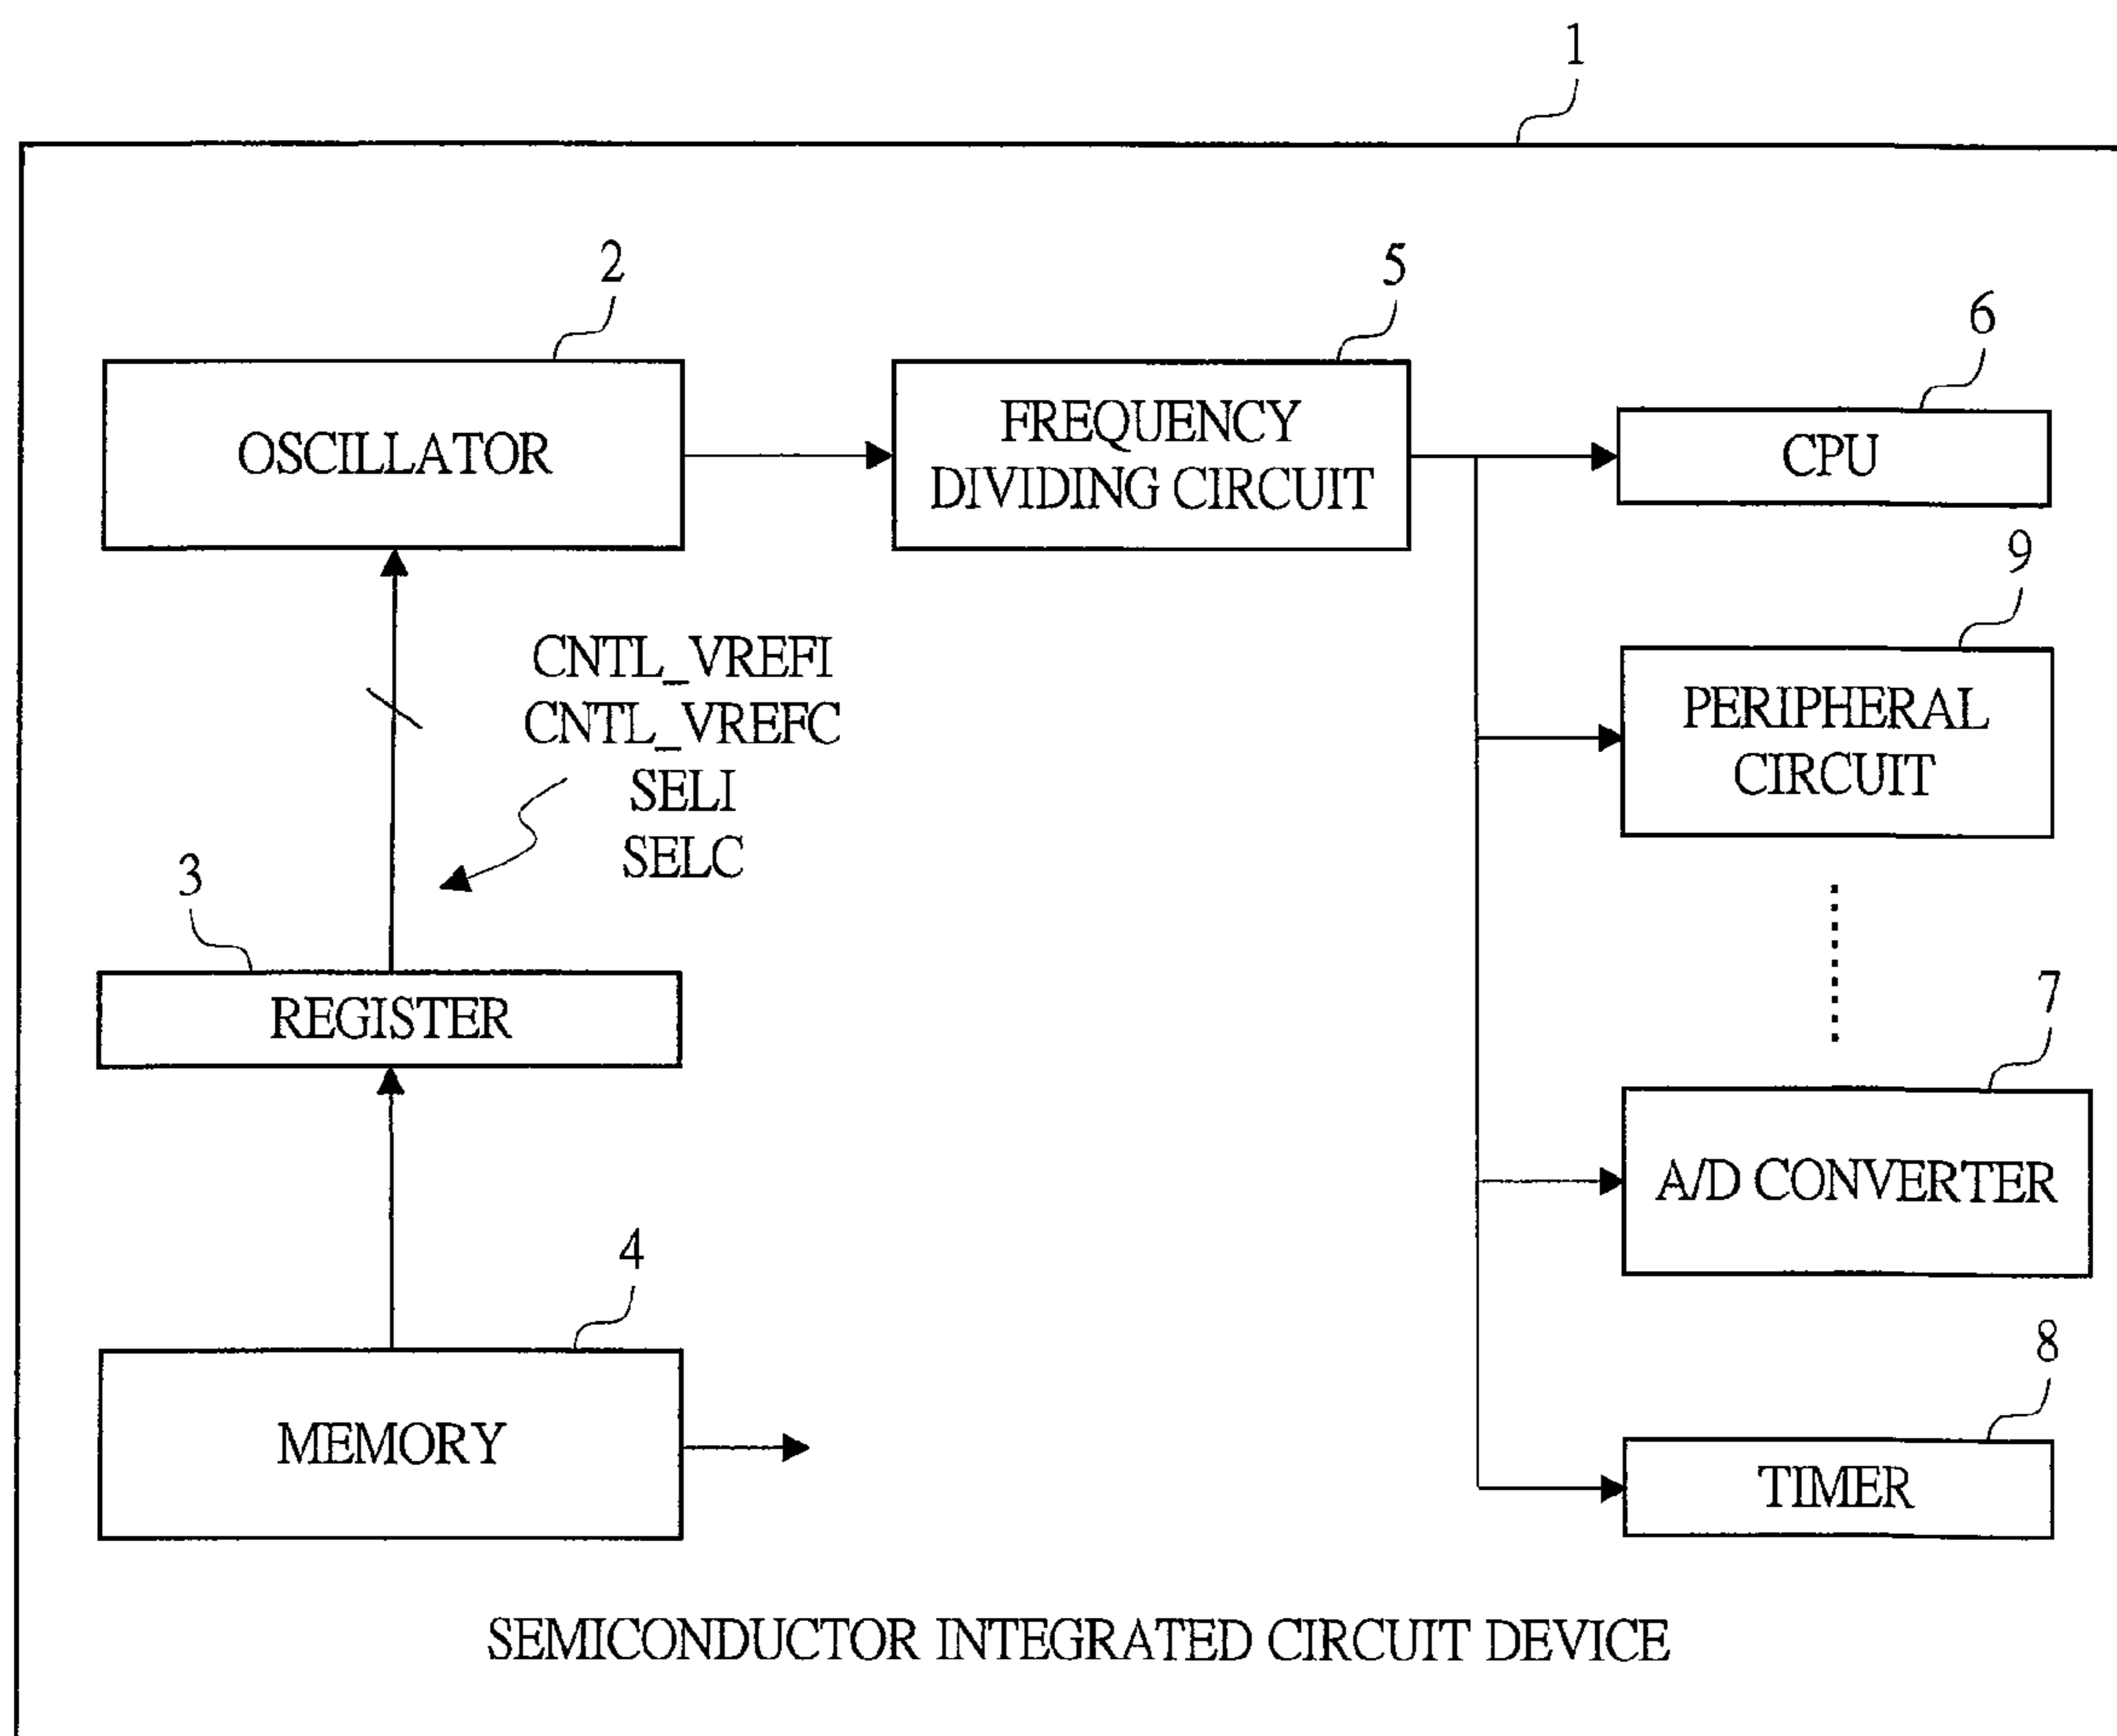 1
2
5
6
OSCILLATOR
FREQUENCY
DIVIDING CIRCUIT
CPU
9
CNTL_VREFI
CNTL_VREFC
SELI
SELC
PERIPHERAL
CIRCUIT
3
REGISTER
7
A/D CONVERTER
4
MEMORY
8
TIMER
SEMICONDUCTOR INTEGRATED CIRCUIT DEVICE